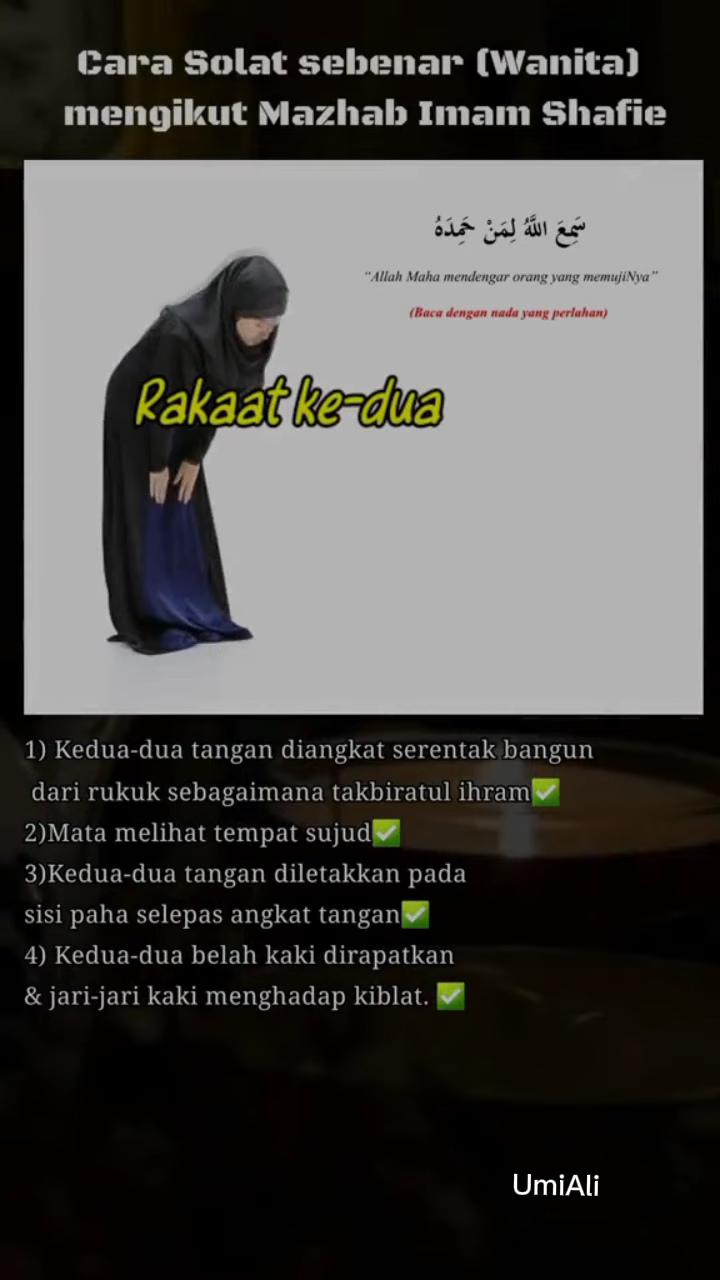 Cara Solat sebenar (Wanita)
mengikut Mazhab Imam Shafie
سَمِعَ اللَّهُ لِمَنْ حَمِدَهُ
“Allah Maha mendengar orang yang memujiNya”
(Baca dengan nada yang perlahan)
Rakaat ke-dua
1) Kedua-dua tangan diangkat serentak bangun
dari rukuk sebagaimana takbiratul ihram✅
2)Mata melihat tempat sujud✅
3)Kedua-dua tangan diletakkan pada
sisi paha selepas angkat tangan✅
4) Kedua-dua belah kaki dirapatkan
& jari-jari kaki menghadap kiblat. ✅
UmiAli